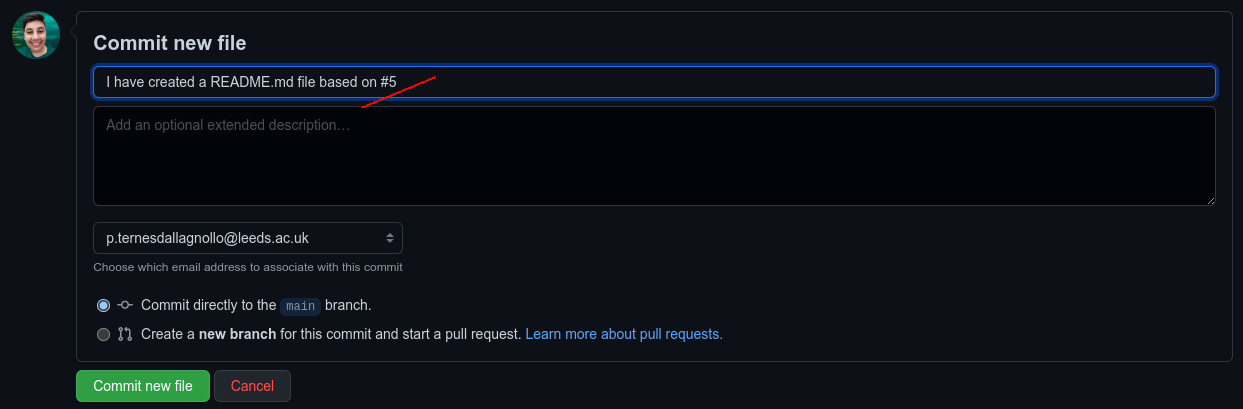 Commit new file
I have created a README.md file based on #5
Add an optional extended description…
p.ternesdallagnollo@leeds.ac.uk
Choose which email address to associate with this commit
Commit directly to the main branch.
Create a new branch for this commit and start a pull request. Learn more about pull requests.
Commit new file Cancel